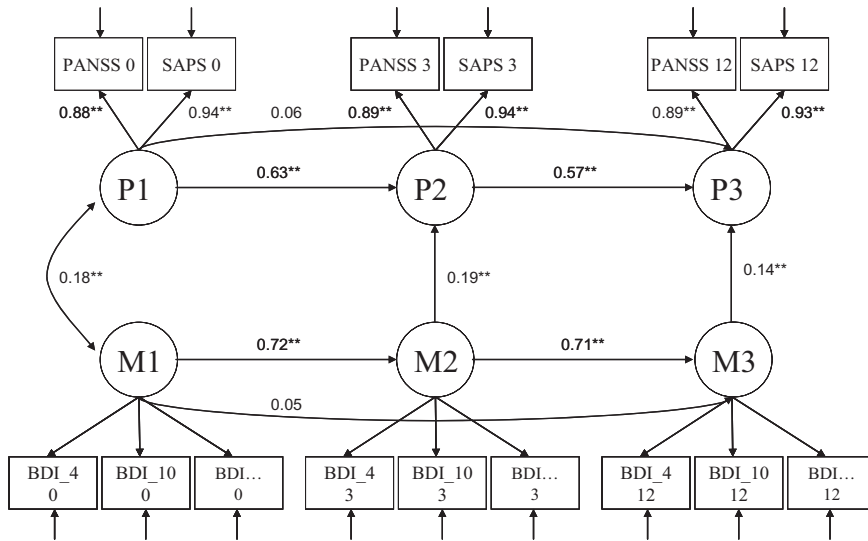 PANSS 0 SAPS 0 PANSS 3 SAPS 3 PANSS 12 SAPS 12
0.88** 0.94** 0.06 0.89** 0.94** 0.89** 0.93**
P1 0.63** P2 0.57** P3
0.18** 0.19** 0.14**
M1 0.72** M2 0.71** M3
0.05
BDI_4 BDI_10 BDI... BDI_4 BDI_10 BDI... BDI_4 BDI_10 BDI...
0 0 0 3 3 3 12 12 12